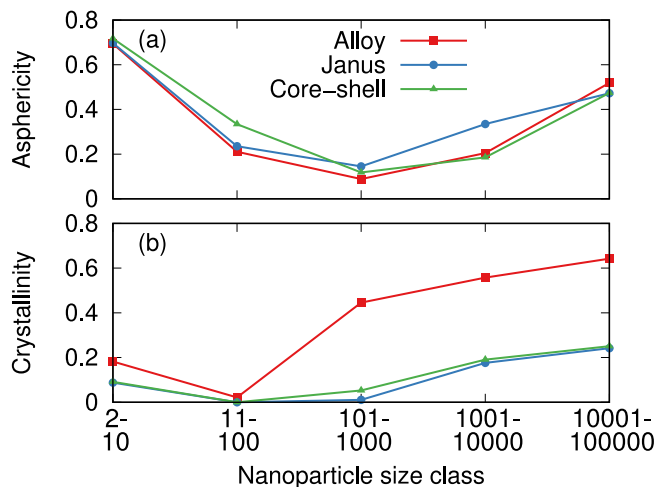 0.8
0.6
0.4
0.2
0
Asphericity
(a)
Alloy
Janus
Core-shell
0.8
0.6
0.4
0.2
0
Crystallinity
(b)
2-
10
11-
100
101-
1000
1001-
10000
10001-
100000
Nanoparticle size class